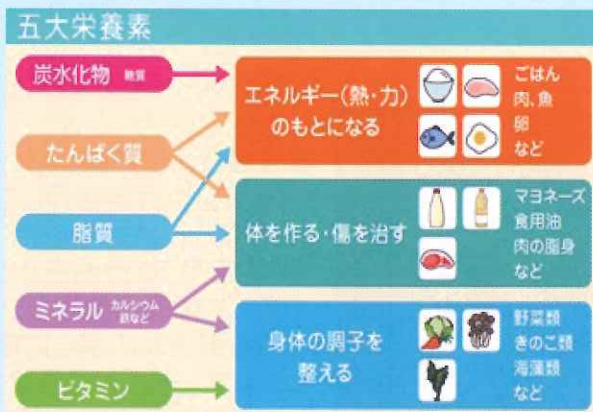 五大栄養素
炭水化物 糖質
たんぱく質
脂質
ミネラル カルシウム
鉄など
ビタミン
エネルギー(熱・力)
のもとになる
ごはん
肉、魚
卵
など
体を作る・傷を治す
マヨネーズ
食用油
肉の脂身
など
身体の調子を
整える
野菜類
きのこ類
海藻類
など